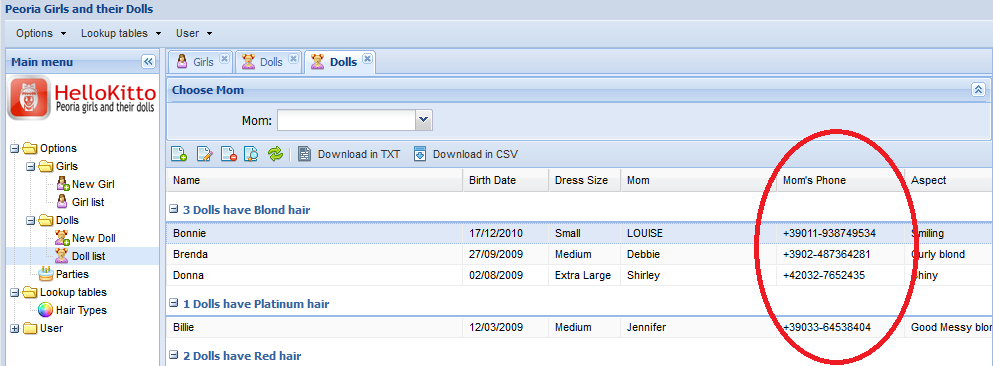 Peoria Girls and their Dolls
Options Lookup tables User
Main menu
Girls Dolls Dolls
HelloKitto
Peoria girls and their dolls
Choose Mom
Mom:
Download in TXT Download in CSV
Options
Girls
New Girl
Girl list
Dolls
New Doll
Doll list
Parties
Lookup tables
Hair Types
User
Name Birth Date Dress Size Mom Mom's Phone Aspect
3 Dolls have Blond hair
Bonnie 17/12/2010 Small LOUISE +39011-938749534 Smiling
Brenda 27/09/2009 Medium Debbie +3902-487364281 Curly blond
Donna 02/08/2009 Extra Large Shirley +42032-7652435 Shiny
1 Dolls have Platinum hair
Billie 12/03/2009 Medium Jennifer +39033-64538404 Good Messy blon
2 Dolls have Red hair